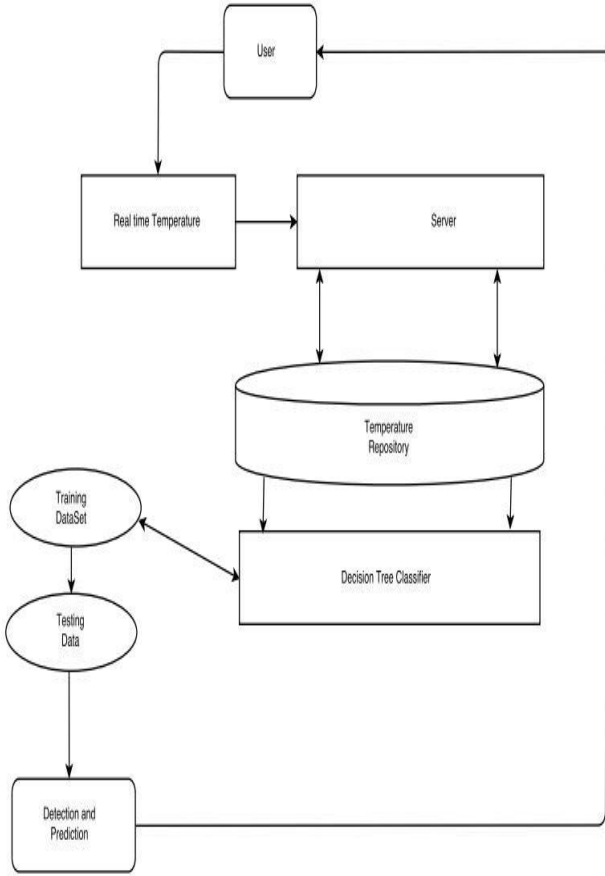 User
Real time Temperature
Server
Temperature
Repository
Training
DataSet
Decision Tree Classifier
Testing
Data
Detection and
Prediction